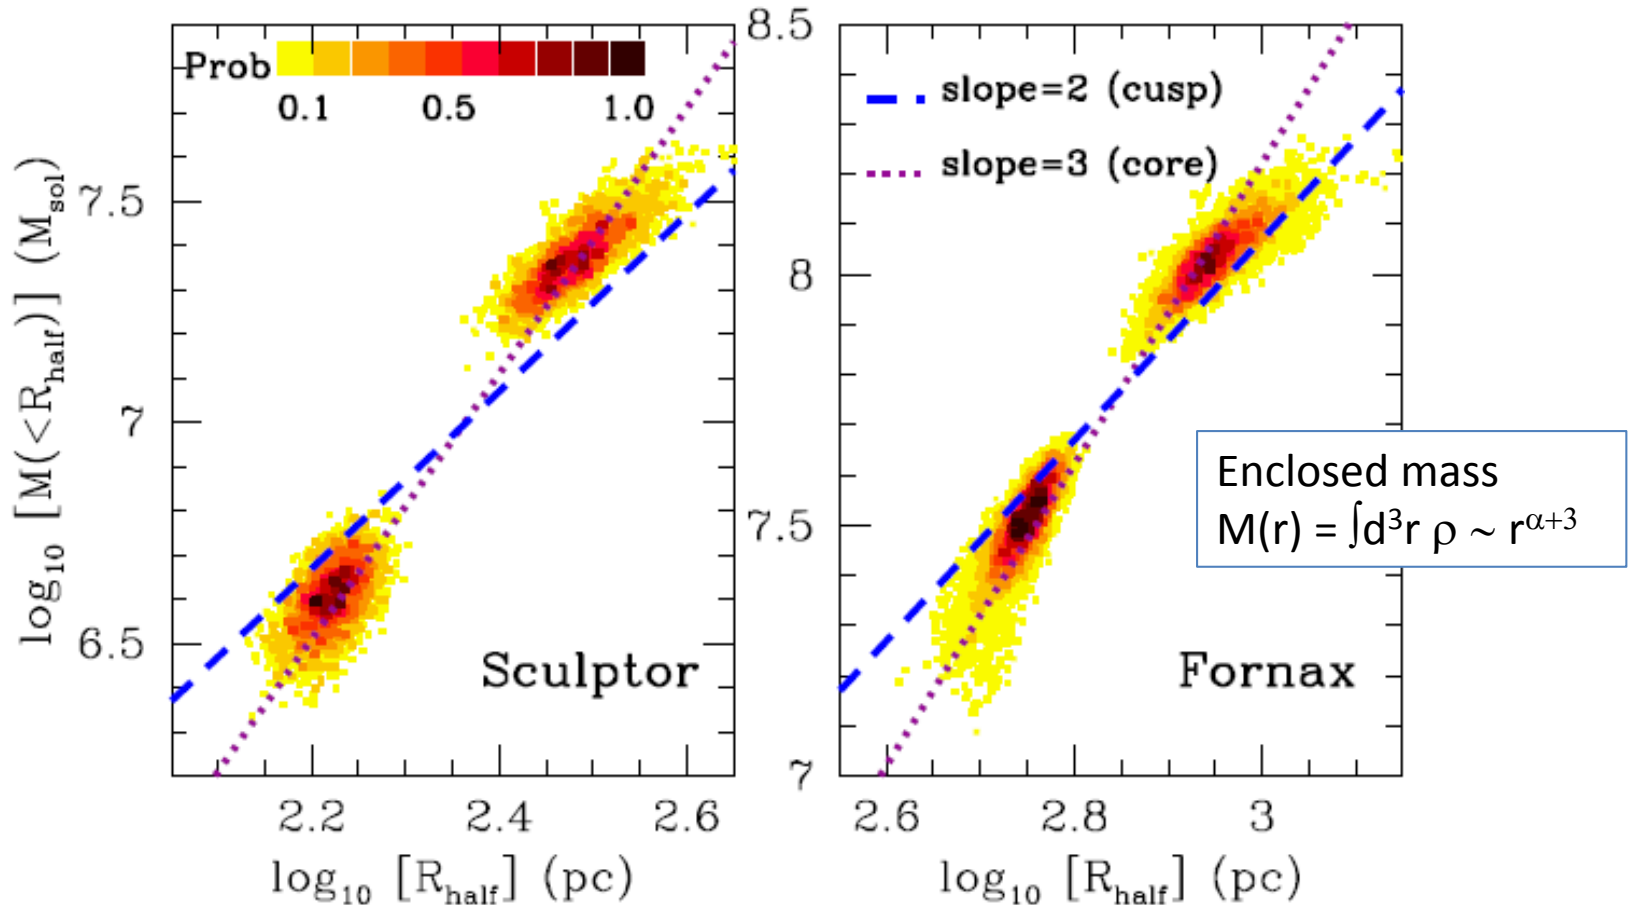 Prob
0.1 0.5 1.0
7.5
7
6.5
log10 [M(<Rhalf)] (Msol)
Sculptor
2.2 2.4 2.6
log10 [Rhalf] (pc)
8.5
8
7.5
7
slope=2 (cusp)
slope=3 (core)
Enclosed mass
M(r) = ∫d³r ρ ~ r^α+3
Fornax
2.6 2.8 3
log10 [Rhalf] (pc)